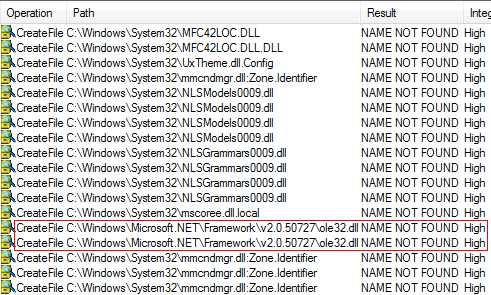 Operation Path Result Integ
CreateFile C:\Windows\System32\MFC42LOC.DLL NAME NOT FOUND High
CreateFile C:\Windows\System32\MFC42LOC.DLL.DLL NAME NOT FOUND High
CreateFile C:\Windows\System32\UxTheme.dll.Config NAME NOT FOUND High
CreateFile C:\Windows\System32\mmcndmgr.dll:Zone.Identifier NAME NOT FOUND High
CreateFile C:\Windows\System32\NLSModels0009.dll NAME NOT FOUND High
CreateFile C:\Windows\System32\NLSModels0009.dll NAME NOT FOUND High
CreateFile C:\Windows\System32\NLSModels0009.dll NAME NOT FOUND High
CreateFile C:\Windows\System32\NLSModels0009.dll NAME NOT FOUND High
CreateFile C:\Windows\System32\NLSGrammars0009.dll NAME NOT FOUND High
CreateFile C:\Windows\System32\NLSGrammars0009.dll NAME NOT FOUND High
CreateFile C:\Windows\System32\NLSGrammars0009.dll NAME NOT FOUND High
CreateFile C:\Windows\System32\NLSGrammars0009.dll NAME NOT FOUND High
CreateFile C:\Windows\System32\mscoree.dll.local NAME NOT FOUND High
CreateFile C:\Windows\Microsoft.NET\Framework\v2.0.50727\ole32.dll NAME NOT FOUND High
CreateFile C:\Windows\Microsoft.NET\Framework\v2.0.50727\ole32.dll NAME NOT FOUND High
CreateFile C:\Windows\System32\mmcndmgr.dll:Zone.Identifier NAME NOT FOUND High
CreateFile C:\Windows\System32\mmcndmgr.dll:Zone.Identifier NAME NOT FOUND High
CreateFile C:\Windows\System32\mmcndmgr.dll:Zone.Identifier NAME NOT FOUND High